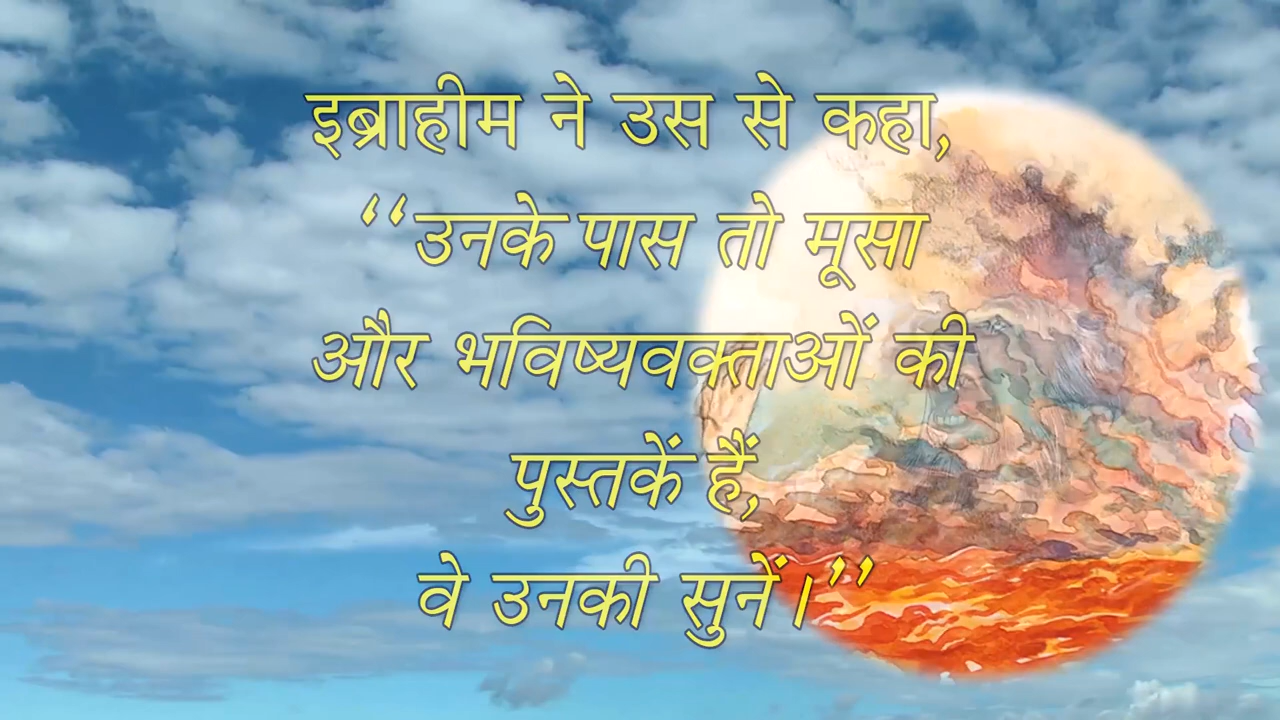 इब्राहीम ने उस से कहा,
‘‘उनके पास तो मूसा
और भविष्यवक्ताओं की
पुस्तकें हैं,
वे उनकी सुनें।’’